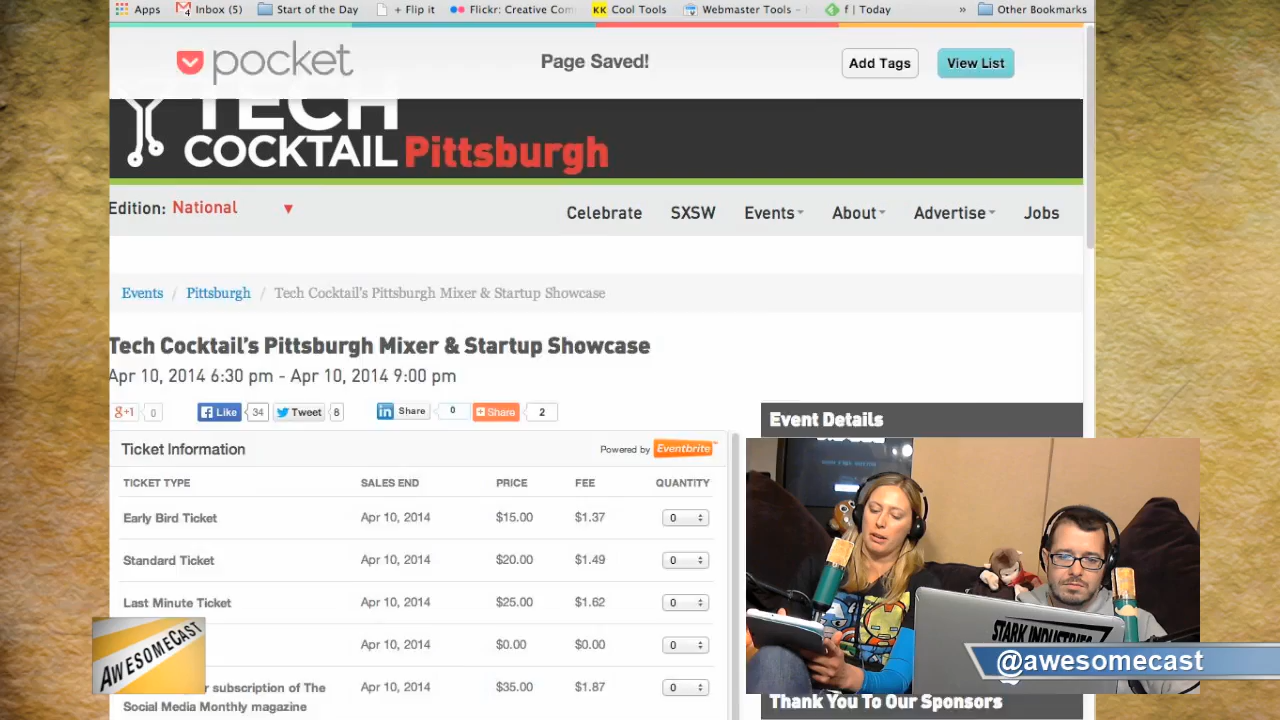 Apps Inbox (5) Start of the Day + Flip it Flickr: Creative Com KK Cool Tools Webmaster Tools - f | Today » Other Bookmarks
pocket Page Saved! Add Tags View List
TECH
COCKTAIL Pittsburgh
Edition: National ▼ Celebrate SXSW Events About Advertise Jobs
Events / Pittsburgh / Tech Cocktail's Pittsburgh Mixer & Startup Showcase
Tech Cocktail's Pittsburgh Mixer & Startup Showcase
Apr 10, 2014 6:30 pm - Apr 10, 2014 9:00 pm
g+1 0 Like 34 Tweet 8 in Share 0 Share 2
Event Details
Ticket Information Powered by Eventbrite
TICKET TYPE SALES END PRICE FEE QUANTITY
Early Bird Ticket Apr 10, 2014 $15.00 $1.37 0
Standard Ticket Apr 10, 2014 $20.00 $1.49 0
Last Minute Ticket Apr 10, 2014 $25.00 $1.62 0
Apr 10, 2014 $0.00 $0.00 0
subscription of The Apr 10, 2014 $35.00 $1.87 0
Social Media Monthly magazine
AWESOMECAST
STARK INDUSTRIES
@awesomecast
Thank You To Our Sponsors